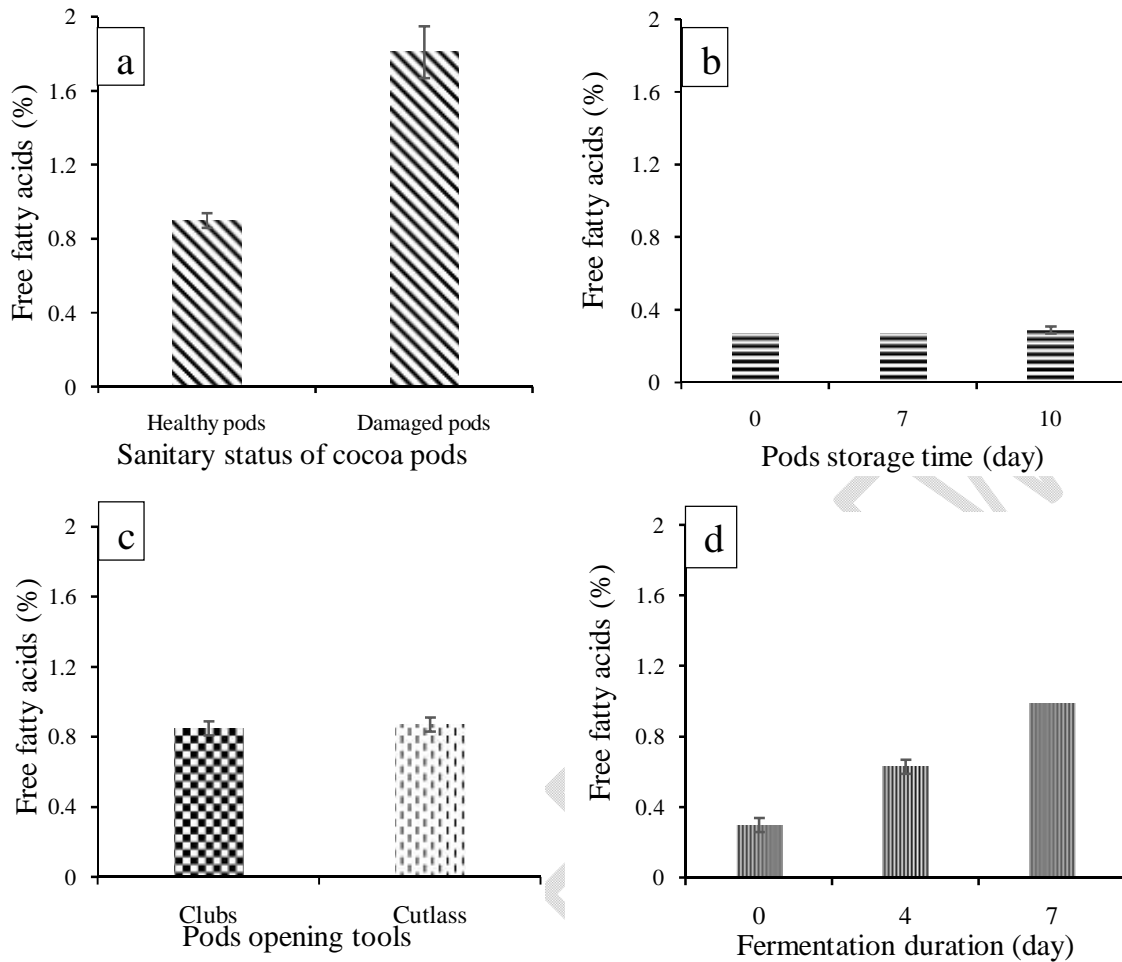 a
Free fatty acids (%)
2
1.6
1.2
0.8
0.4
0
Healthy pods Damaged pods
Sanitary status of cocoa pods
b
Free fatty acids (%)
2
1.6
1.2
0.8
0.4
0
0 7 10
Pods storage time (day)
c
Free fatty acids (%)
2
1.6
1.2
0.8
0.4
0
Clubs Cutlass
Pods opening tools
d
Free fatty acids (%)
2
1.6
1.2
0.8
0.4
0
0 4 7
Fermentation duration (day)